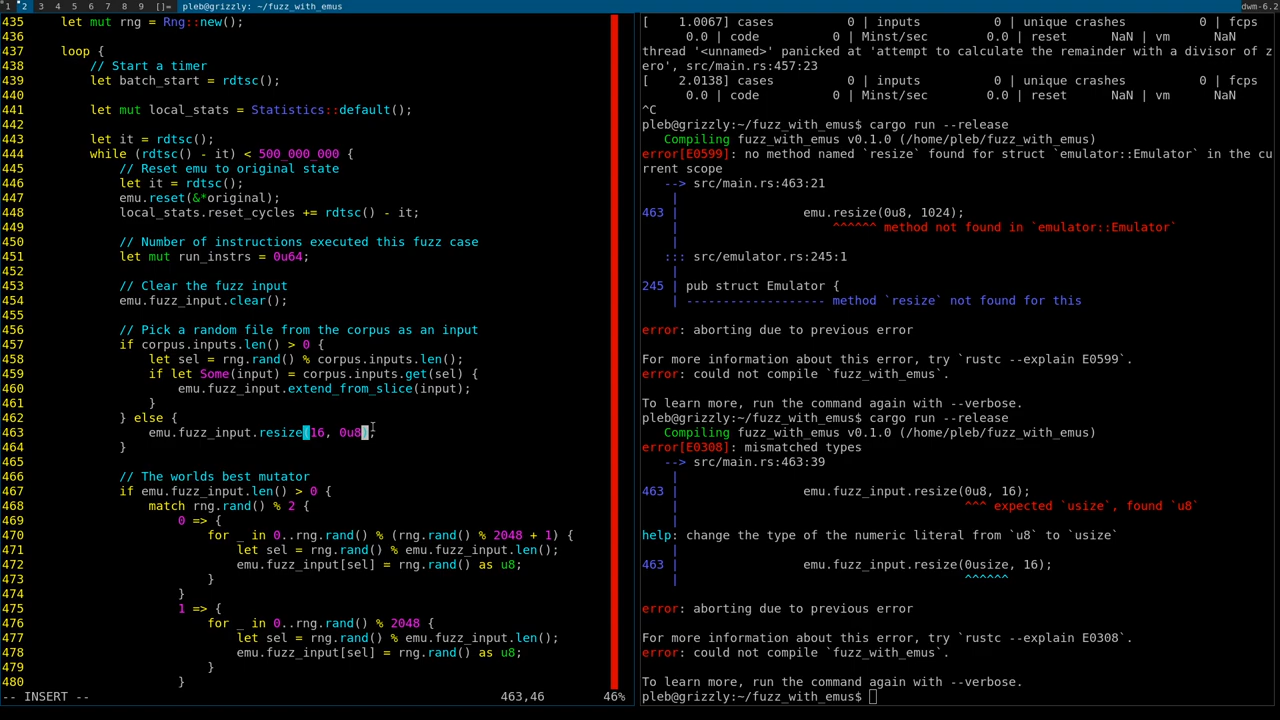 1 2 3 4 5 6 7 8 9 []= pleb@grizzly: ~/fuzz_with_emus dwm-6.2
435     let mut rng = Rng::new();
436
437     loop {
438         // Start a timer
439         let batch_start = rdtsc();
440
441         let mut local_stats = Statistics::default();
442
443         let it = rdtsc();
444         while (rdtsc() - it) < 500_000_000 {
445             // Reset emu to original state
446             let it = rdtsc();
447             emu.reset(&*original);
448             local_stats.reset_cycles += rdtsc() - it;
449
450             // Number of instructions executed this fuzz case
451             let mut run_instrs = 0u64;
452
453             // Clear the fuzz input
454             emu.fuzz_input.clear();
455
456             // Pick a random file from the corpus as an input
457             if corpus.inputs.len() > 0 {
458                 let sel = rng.rand() % corpus.inputs.len();
459                 if let Some(input) = corpus.inputs.get(sel) {
460                     emu.fuzz_input.extend_from_slice(input);
461                 }
462             } else {
463                 emu.fuzz_input.resize(16, 0u8);
464             }
465
466             // The worlds best mutator
467             if emu.fuzz_input.len() > 0 {
468                 match rng.rand() % 2 {
469                     0 => {
470                         for _ in 0..rng.rand() % (rng.rand() % 2048 + 1) {
471                             let sel = rng.rand() % emu.fuzz_input.len();
472                             emu.fuzz_input[sel] = rng.rand() as u8;
473                         }
474                     }
475                     1 => {
476                         for _ in 0..rng.rand() % 2048 {
477                             let sel = rng.rand() % emu.fuzz_input.len();
478                             emu.fuzz_input[sel] = rng.rand() as u8;
479                         }
480                     }
-- INSERT -- 463,46 46%
[    1.0067] cases          0 | inputs          0 | unique crashes          0 | fcps
     0.0 | code          0 | Minst/sec        0.0 | reset      NaN | vm      NaN
thread '<unnamed>' panicked at 'attempt to calculate the remainder with a divisor of z
ero', src/main.rs:457:23
[    2.0138] cases          0 | inputs          0 | unique crashes          0 | fcps
     0.0 | code          0 | Minst/sec        0.0 | reset      NaN | vm      NaN
^C
pleb@grizzly:~/fuzz_with_emus$ cargo run --release
   Compiling fuzz_with_emus v0.1.0 (/home/pleb/fuzz_with_emus)
error[E0599]: no method named `resize` found for struct `emulator::Emulator` in the cu
rrent scope
   --> src/main.rs:463:21
    |
463 |                 emu.resize(0u8, 1024);
    |                     ^^^^^^ method not found in `emulator::Emulator`
    |
    ::: src/emulator.rs:245:1
    |
245 | pub struct Emulator {
    | ------------------- method `resize` not found for this

error: aborting due to previous error

For more information about this error, try `rustc --explain E0599`.
error: could not compile `fuzz_with_emus`.

To learn more, run the command again with --verbose.
pleb@grizzly:~/fuzz_with_emus$ cargo run --release
   Compiling fuzz_with_emus v0.1.0 (/home/pleb/fuzz_with_emus)
error[E0308]: mismatched types
   --> src/main.rs:463:39
    |
463 |                 emu.fuzz_input.resize(0u8, 16);
    |                                       ^^^ expected `usize`, found `u8`
    |
help: change the type of the numeric literal from `u8` to `usize`
    |
463 |                 emu.fuzz_input.resize(0usize, 16);
    |                                       ^^^^^^

error: aborting due to previous error

For more information about this error, try `rustc --explain E0308`.
error: could not compile `fuzz_with_emus`.

To learn more, run the command again with --verbose.
pleb@grizzly:~/fuzz_with_emus$